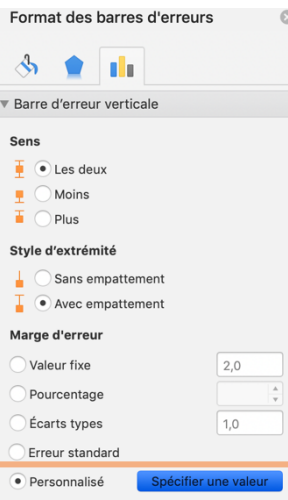 Format des barres d'erreurs
Barre d'erreur verticale
Sens
Les deux
Moins
Plus
Style d'extrémité
Sans empattement
Avec empattement
Marge d'erreur
Valeur fixe 2,0
Pourcentage
Écarts types 1,0
Erreur standard
Personnalisé Spécifier une valeur